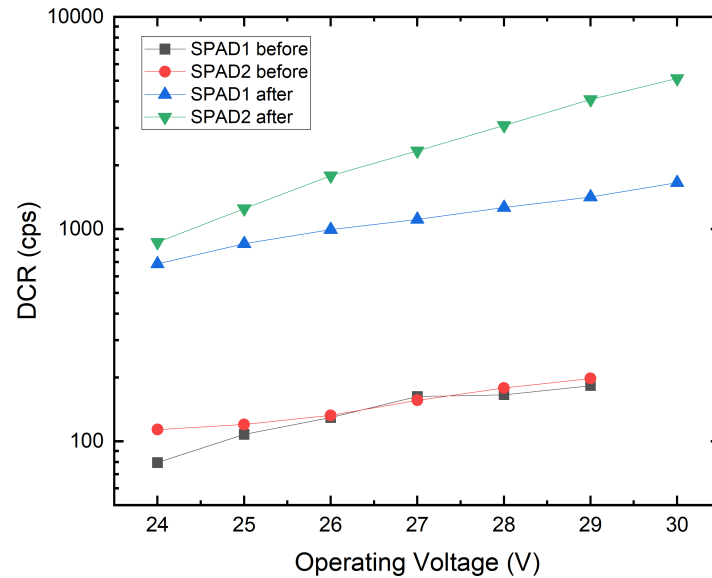 10000
SPAD1 before
SPAD2 before
SPAD1 after
SPAD2 after
1000
DCR (cps)
100
24 25 26 27 28 29 30
Operating Voltage (V)